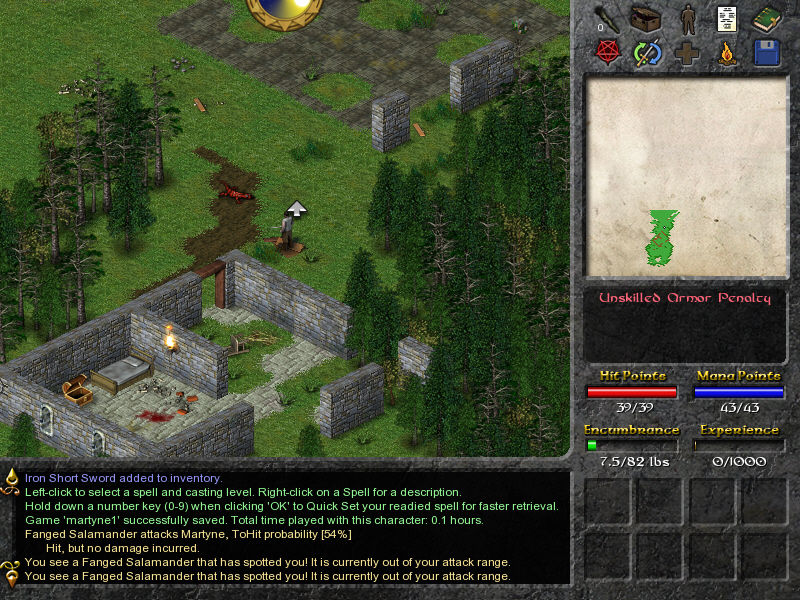 0
Unskilled Armor Penalty
Hit Points
Mana Points
39/39
43/43
Encumbrance
Experience
7.5/82 lbs
0/1000
Iron Short Sword added to inventory.
Left-click to select a spell and casting level. Right-click on a Spell for a description.
Hold down a number key (0-9) when clicking 'OK' to Quick Set your readied spell for faster retrieval.
Game 'martyne1' successfully saved. Total time played with this character: 0.1 hours.
Fanged Salamander attacks Martyne, ToHit probability [54%]
Hit, but no damage incurred.
You see a Fanged Salamander that has spotted you! It is currently out of your attack range.
You see a Fanged Salamander that has spotted you! It is currently out of your attack range.